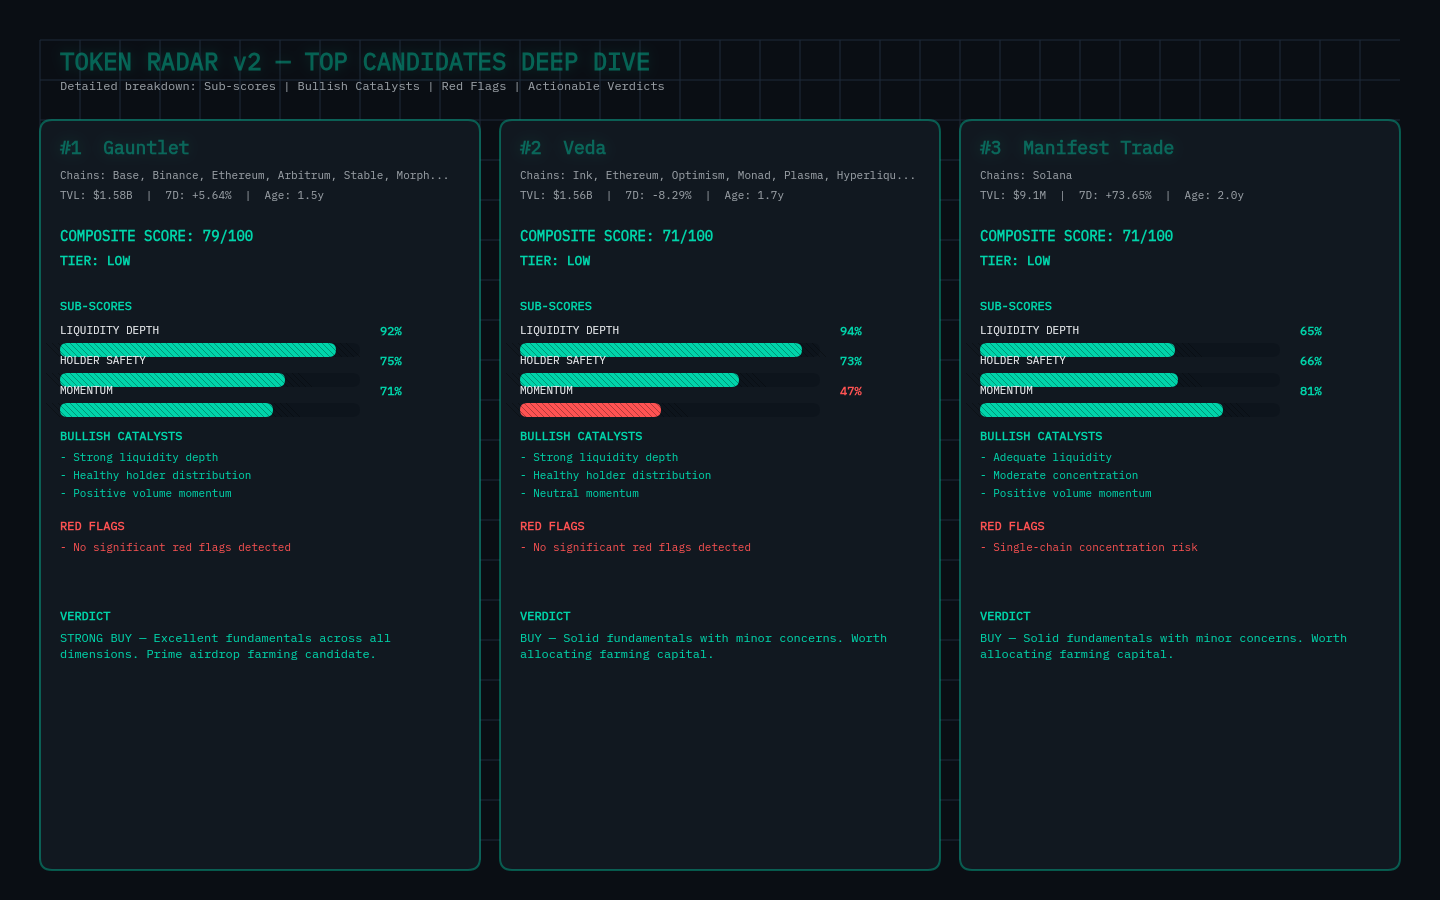 TOKEN RADAR v2 — TOP CANDIDATES DEEP DIVE
Detailed breakdown: Sub-scores | Bullish Catalysts | Red Flags | Actionable Verdicts
#1 Gauntlet
Chains: Base, Binance, Ethereum, Arbitrum, Stable, Morph...
TVL: $1.58B | 7D: +5.64% | Age: 1.5y
COMPOSITE SCORE: 79/100
TIER: LOW
SUB-SCORES
LIQUIDITY DEPTH 92%
HOLDER SAFETY 75%
MOMENTUM 71%
BULLISH CATALYSTS
- Strong liquidity depth
- Healthy holder distribution
- Positive volume momentum
RED FLAGS
- No significant red flags detected
VERDICT
STRONG BUY — Excellent fundamentals across all
dimensions. Prime airdrop farming candidate.
#2 Veda
Chains: Ink, Ethereum, Optimism, Monad, Plasma, Hyperliqu...
TVL: $1.56B | 7D: -8.29% | Age: 1.7y
COMPOSITE SCORE: 71/100
TIER: LOW
SUB-SCORES
LIQUIDITY DEPTH 94%
HOLDER SAFETY 73%
MOMENTUM 47%
BULLISH CATALYSTS
- Strong liquidity depth
- Healthy holder distribution
- Neutral momentum
RED FLAGS
- No significant red flags detected
VERDICT
BUY — Solid fundamentals with minor concerns. Worth
allocating farming capital.
#3 Manifest Trade
Chains: Solana
TVL: $9.1M | 7D: +73.65% | Age: 2.0y
COMPOSITE SCORE: 71/100
TIER: LOW
SUB-SCORES
LIQUIDITY DEPTH 65%
HOLDER SAFETY 66%
MOMENTUM 81%
BULLISH CATALYSTS
- Adequate liquidity
- Moderate concentration
- Positive volume momentum
RED FLAGS
- Single-chain concentration risk
VERDICT
BUY — Solid fundamentals with minor concerns. Worth
allocating farming capital.